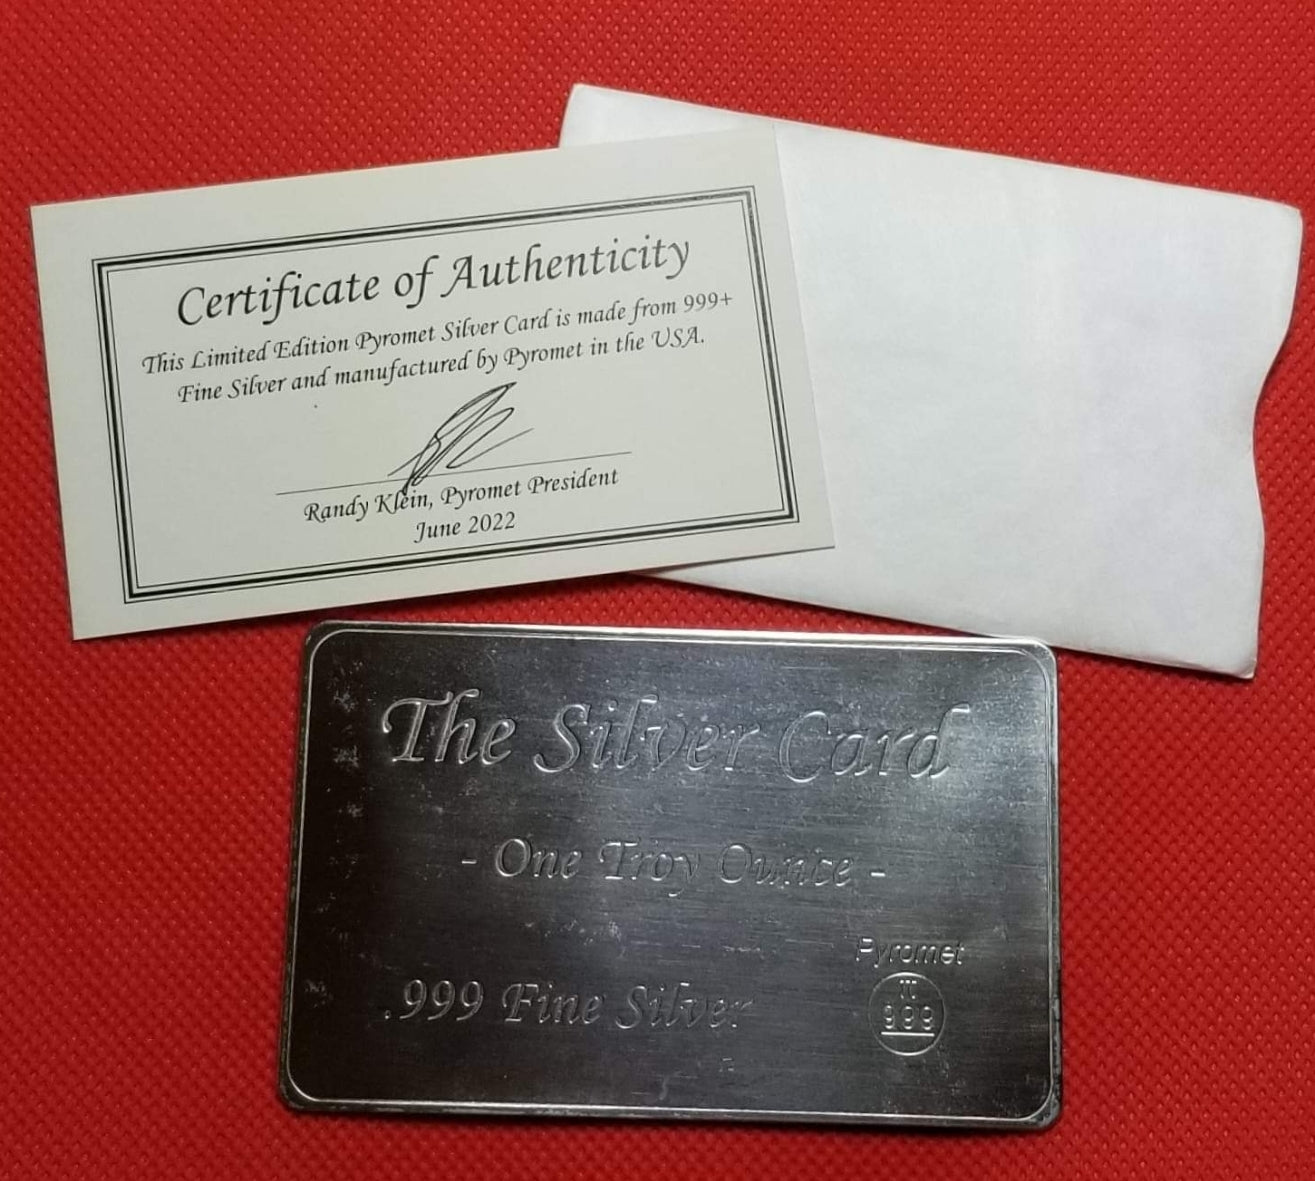 Certificate of Authenticity
This Limited Edition Pyromet Silver Card is made from 999+
Fine Silver and manufactured by Pyromet in the USA.
Randy Klein, Pyromet President
June 2022
The Silver Card
- One Troy Ounce -
.999 Fine Silver
Pyromet
999